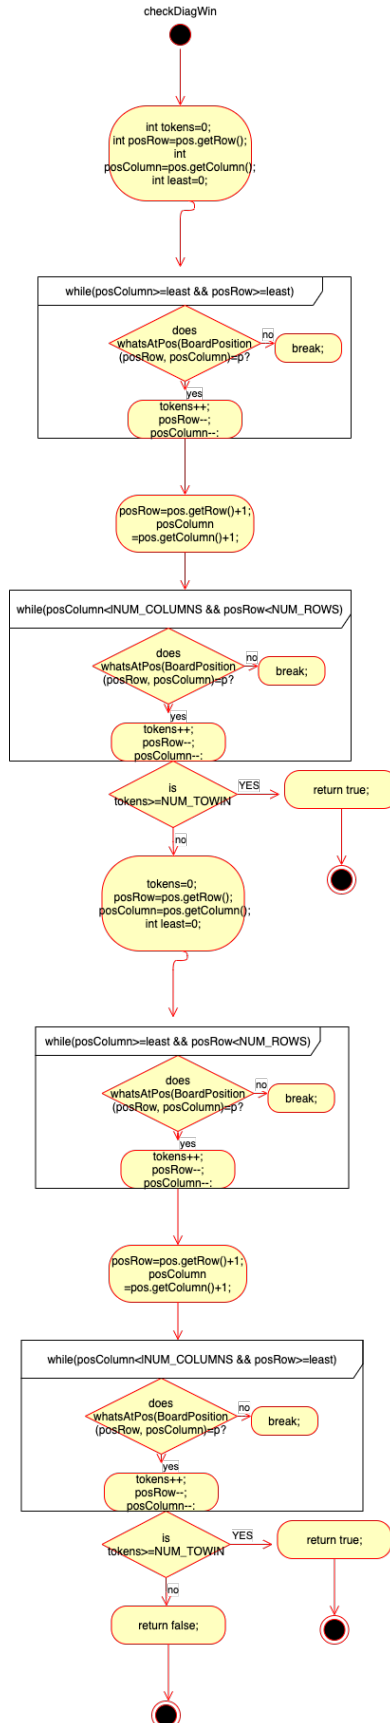 checkDiagWin
int tokens=0;
int posRow=pos.getRow();
int
posColumn=pos.getColumn();
int least=0;
while(posColumn>=least && posRow>=least)
does
whatsAtPos(BoardPosition
(posRow, posColumn)=p?
no
break;
yes
tokens++;
posRow--;
posColumn--:
posRow=pos.getRow()+1;
posColumn
=pos.getColumn()+1;
while(posColumn<lNUM_COLUMNS && posRow<NUM_ROWS)
does
whatsAtPos(BoardPosition
(posRow, posColumn)=p?
no
break;
yes
tokens++;
posRow--;
posColumn--:
is
tokens>=NUM_TOWIN
YES
return true;
no
tokens=0;
posRow=pos.getRow();
posColumn=pos.getColumn();
int least=0;
while(posColumn>=least && posRow<NUM_ROWS)
does
whatsAtPos(BoardPosition
(posRow, posColumn)=p?
no
break;
yes
tokens++;
posRow--;
posColumn--:
posRow=pos.getRow()+1;
posColumn
=pos.getColumn()+1;
while(posColumn<lNUM_COLUMNS && posRow>=least)
does
whatsAtPos(BoardPosition
(posRow, posColumn)=p?
no
break;
yes
tokens++;
posRow--;
posColumn--:
is
tokens>=NUM_TOWIN
YES
return true;
no
return false;